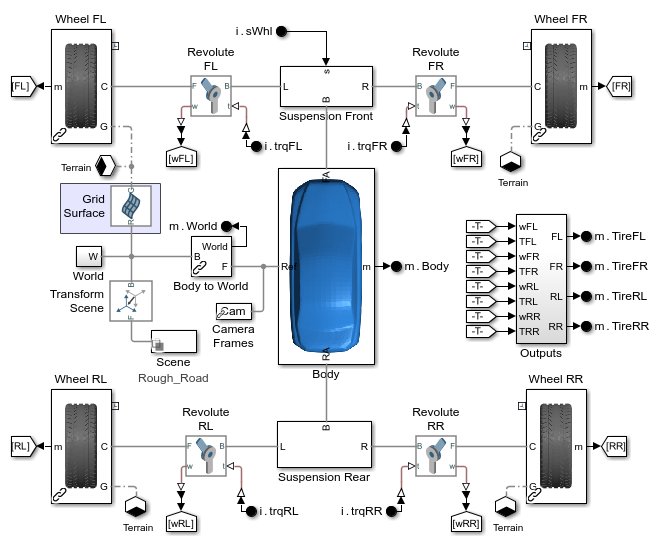 Wheel FL
Wheel FR
i.sWhl
Revolute
FL
Revolute
FR
[FL]
m
C
G
F
B
w
t
L
s
R
B
Suspension Front
B
F
t
w
C
m
G
[FR]
[wFL]
i.trqFL
i.trqFR
[wFR]
Terrain
Terrain
FA
Grid
Surface
G
R
m.World
World
B
F
Body to World
W
World
Ref
m
m.Body
Transform
Scene
B
F
Cam
Camera
Frames
Scene
Rough_Road
RA
Body
-T-
wFL
-T-
TFL
-T-
wFR
-T-
TFR
-T-
wRL
-T-
TRL
-T-
wRR
-T-
TRR
FL
m.TireFL
FR
m.TireFR
RL
m.TireRL
RR
m.TireRR
Outputs
Wheel RL
Wheel RR
Revolute
RL
Revolute
RR
[RL]
m
C
G
F
B
w
t
L
B
R
Suspension Rear
B
F
t
w
C
m
G
[RR]
Terrain
[wRL]
i.trqRL
i.trqRR
[wRR]
Terrain